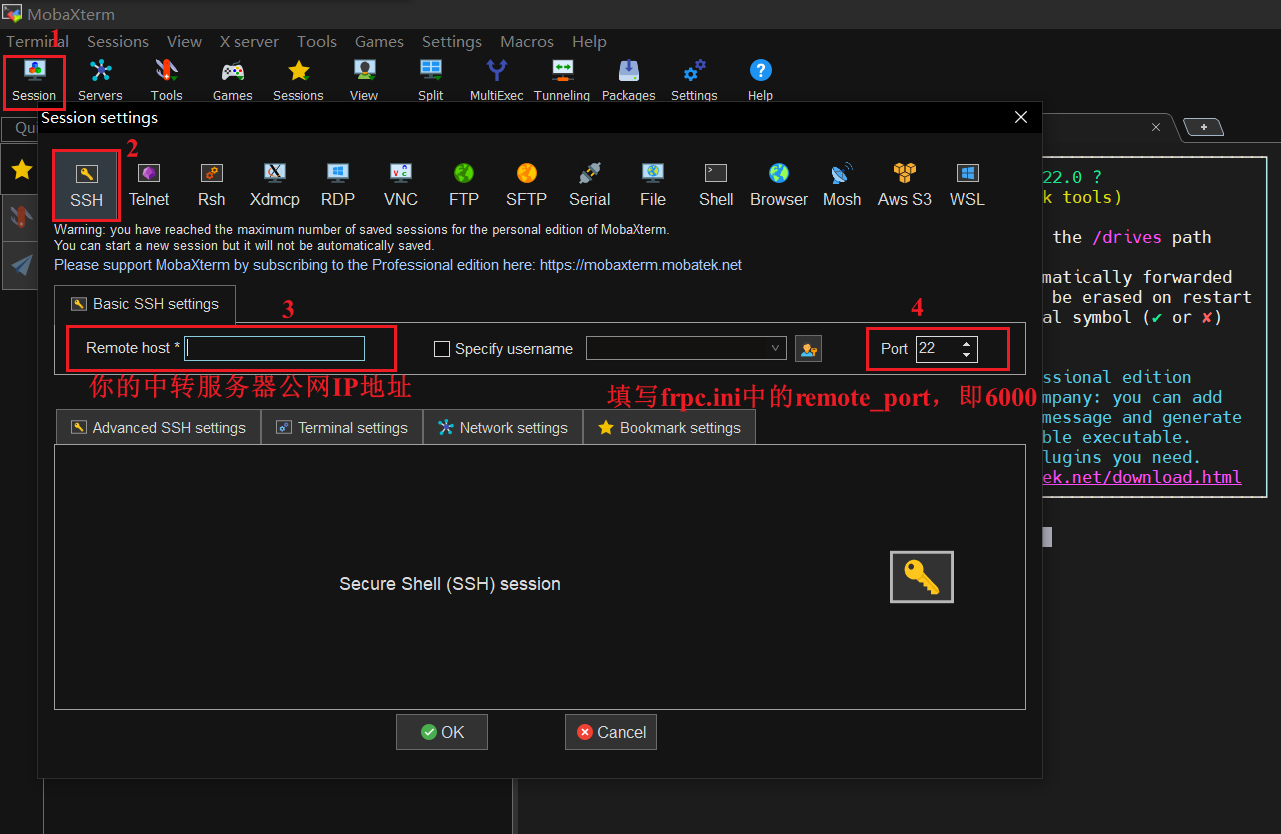 MobaXterm
1
Terminal Sessions View X server Tools Games Settings Macros Help
Session Servers Tools Games Sessions View Split MultiExec Tunneling Packages Settings Help
Session settings
Qu
2
SSH Telnet Rsh Xdmcp RDP VNC FTP SFTP Serial File Shell Browser Mosh Aws S3 WSL
22.0 ?
k tools)
Warning: you have reached the maximum number of saved sessions for the personal edition of MobaXterm.
You can start a new session but it will not be automatically saved.
the /drives path
Please support MobaXterm by subscribing to the Professional edition here: https://mobaxterm.mobatek.net
matically forwarded
be erased on restart
al symbol (✔ or ✘)
Basic SSH settings
3
4
Remote host * Specify username Port 22
你的中转服务器公网IP地址
填写frpc.ini中的remote_port，即6000
ssional edition
mpany: you can add
message and generate
ble executable.
lugins you need.
ek.net/download.html
Advanced SSH settings Terminal settings Network settings Bookmark settings
Secure Shell (SSH) session
OK Cancel